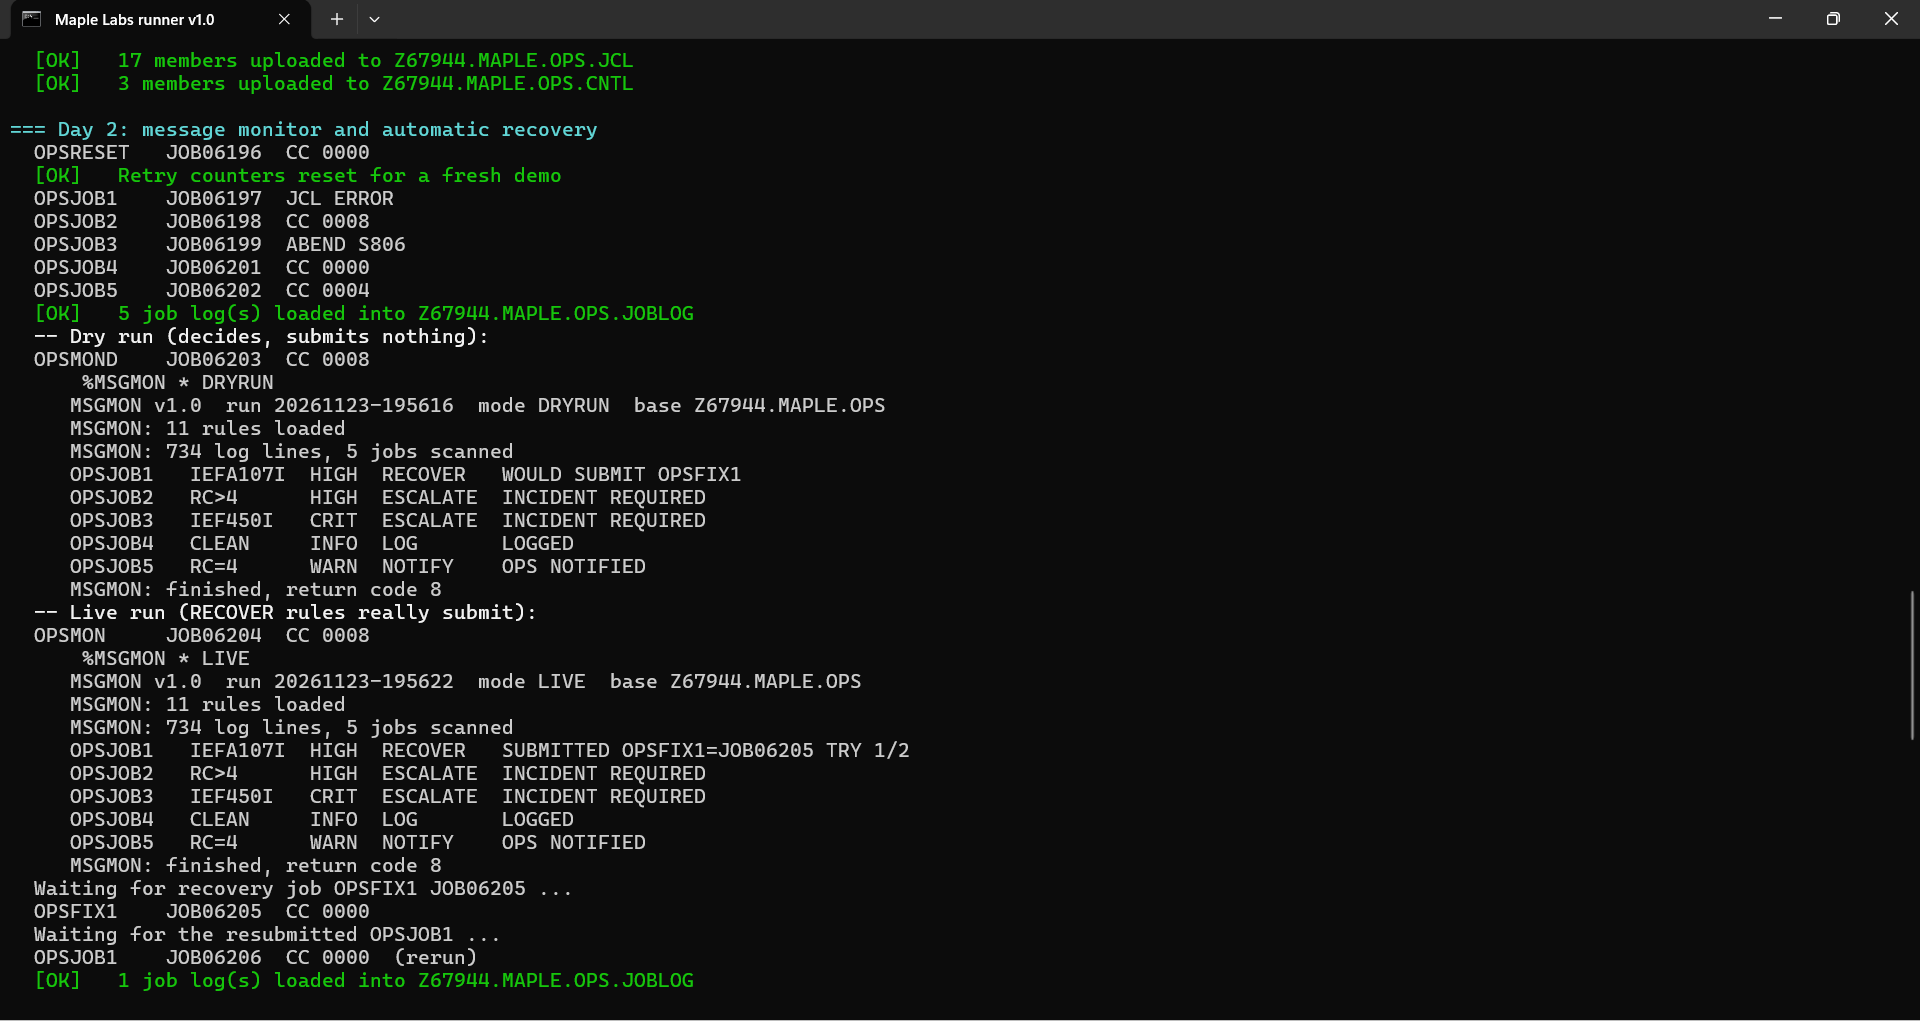 Maple Labs runner v1.0
[OK]   17 members uploaded to Z67944.MAPLE.OPS.JCL
[OK]   3 members uploaded to Z67944.MAPLE.OPS.CNTL
=== Day 2: message monitor and automatic recovery
OPSRESET   JOB06196  CC 0000
[OK]   Retry counters reset for a fresh demo
OPSJOB1    JOB06197  JCL ERROR
OPSJOB2    JOB06198  CC 0008
OPSJOB3    JOB06199  ABEND S806
OPSJOB4    JOB06201  CC 0000
OPSJOB5    JOB06202  CC 0004
[OK]   5 job log(s) loaded into Z67944.MAPLE.OPS.JOBLOG
-- Dry run (decides, submits nothing):
OPSMOND    JOB06203  CC 0008
%MSGMON * DRYRUN
MSGMON v1.0  run 20261123-195616  mode DRYRUN  base Z67944.MAPLE.OPS
MSGMON: 11 rules loaded
MSGMON: 734 log lines, 5 jobs scanned
OPSJOB1   IEFA107I  HIGH  RECOVER   WOULD SUBMIT OPSFIX1
OPSJOB2   RC>4      HIGH  ESCALATE  INCIDENT REQUIRED
OPSJOB3   IEF450I   CRIT  ESCALATE  INCIDENT REQUIRED
OPSJOB4   CLEAN     INFO  LOG       LOGGED
OPSJOB5   RC=4      WARN  NOTIFY    OPS NOTIFIED
MSGMON: finished, return code 8
-- Live run (RECOVER rules really submit):
OPSMON     JOB06204  CC 0008
%MSGMON * LIVE
MSGMON v1.0  run 20261123-195622  mode LIVE  base Z67944.MAPLE.OPS
MSGMON: 11 rules loaded
MSGMON: 734 log lines, 5 jobs scanned
OPSJOB1   IEFA107I  HIGH  RECOVER   SUBMITTED OPSFIX1=JOB06205 TRY 1/2
OPSJOB2   RC>4      HIGH  ESCALATE  INCIDENT REQUIRED
OPSJOB3   IEF450I   CRIT  ESCALATE  INCIDENT REQUIRED
OPSJOB4   CLEAN     INFO  LOG       LOGGED
OPSJOB5   RC=4      WARN  NOTIFY    OPS NOTIFIED
MSGMON: finished, return code 8
Waiting for recovery job OPSFIX1 JOB06205 ...
OPSFIX1    JOB06205  CC 0000
Waiting for the resubmitted OPSJOB1 ...
OPSJOB1    JOB06206  CC 0000  (rerun)
[OK]   1 job log(s) loaded into Z67944.MAPLE.OPS.JOBLOG